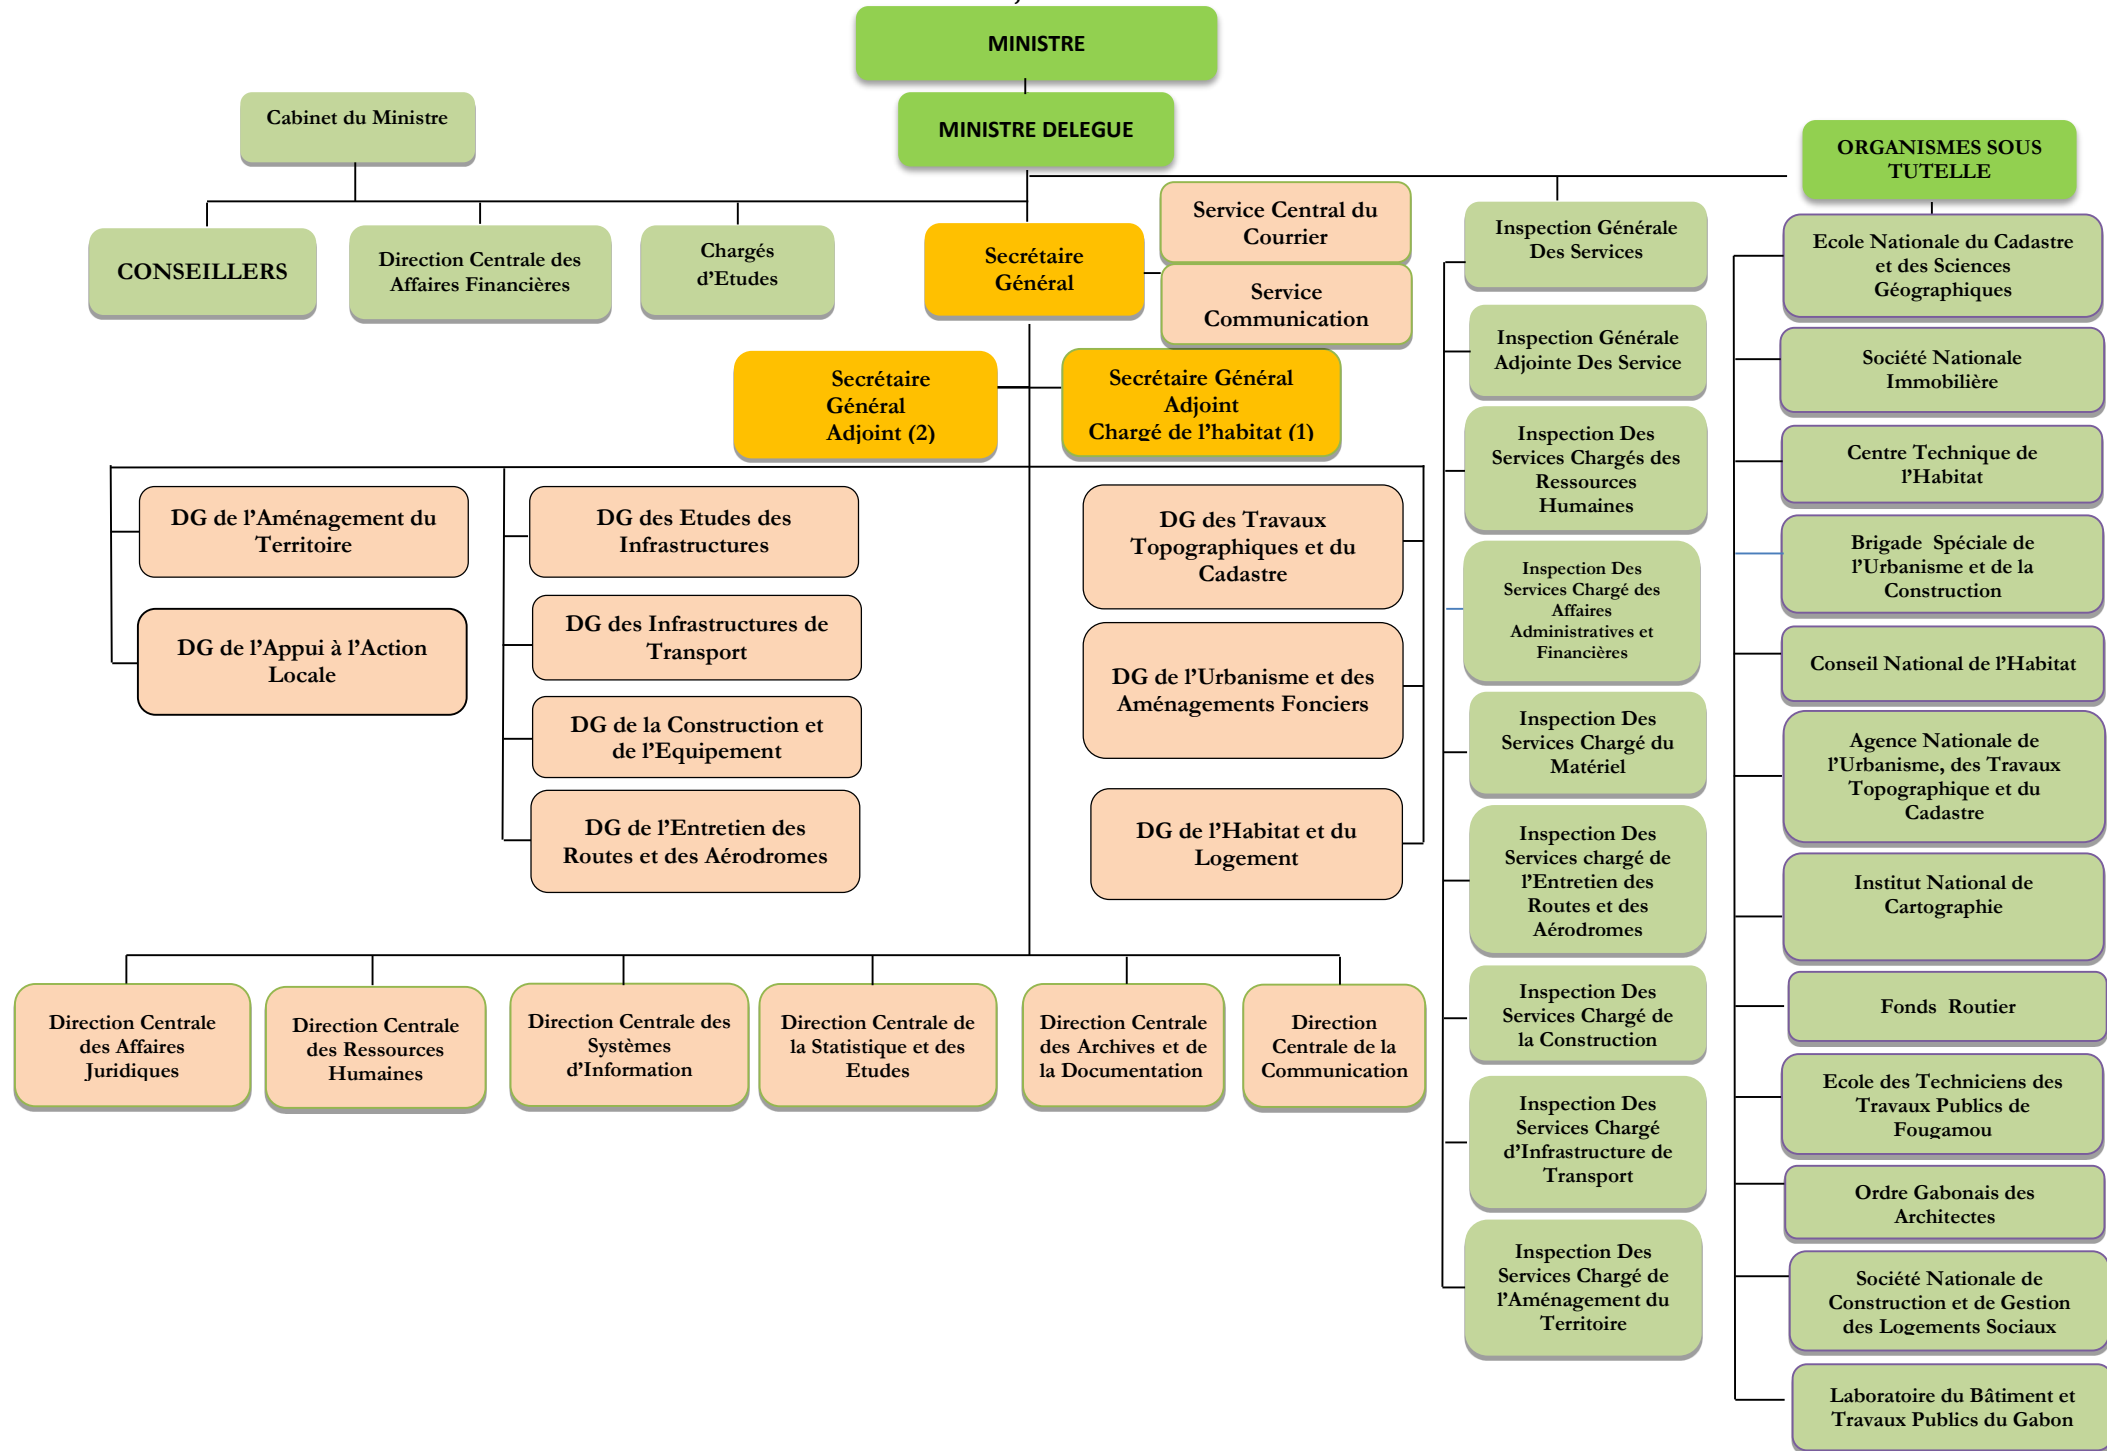 MINISTRE
Cabinet du Ministre
MINISTRE DELEGUE
ORGANISMES SOUS
TUTELLE
CONSEILLERS
Direction Centrale des
Affaires Financières
Chargés
d'Etudes
Secrétaire
Général
Service Central du
Courrier
Service
Communication
Secrétaire
Général
Adjoint (2)
Secrétaire Général
Adjoint
Chargé de l'habitat (1)
DG de l'Aménagement du
Territoire
DG de l'Appui à l'Action
Locale
DG des Etudes des
Infrastructures
DG des Infrastructures de
Transport
DG de la Construction et
de l'Equipement
DG de l'Entretien des
Routes et des Aérodromes
DG des Travaux
Topographiques et du
Cadastre
DG de l'Urbanisme et des
Aménagements Fonciers
DG de l'Habitat et du
Logement
Direction Centrale
des Affaires
Juridiques
Direction Centrale
des Ressources
Humaines
Direction Centrale des
Systèmes
d'Information
Direction Centrale de
la Statistique et des
Etudes
Direction Centrale
des Archives et de
la Documentation
Direction
Centrale de la
Communication
Inspection Générale
Des Services
Inspection Générale
Adjointe Des Service
Inspection Des
Services Chargés des
Ressources
Humaines
Inspection Des
Services Chargé des
Affaires
Administratives et
Financières
Inspection Des
Services Chargé du
Matériel
Inspection Des
Services chargé de
l'Entretien des
Routes et des
Aérodromes
Inspection Des
Services Chargé de
la Construction
Inspection Des
Services Chargé
d'Infrastructure de
Transport
Inspection Des
Services Chargé de
l'Aménagement du
Territoire
Ecole Nationale du Cadastre
et des Sciences
Géographiques
Société Nationale
Immobilière
Centre Technique de
l'Habitat
Brigade Spéciale de
l'Urbanisme et de la
Construction
Conseil National de l'Habitat
Agence Nationale de
l'Urbanisme, des Travaux
Topographique et du
Cadastre
Institut National de
Cartographie
Fonds Routier
Ecole des Techniciens des
Travaux Publics de
Fougamou
Ordre Gabonais des
Architectes
Société Nationale de
Construction et de Gestion
des Logements Sociaux
Laboratoire du Bâtiment et
Travaux Publics du Gabon